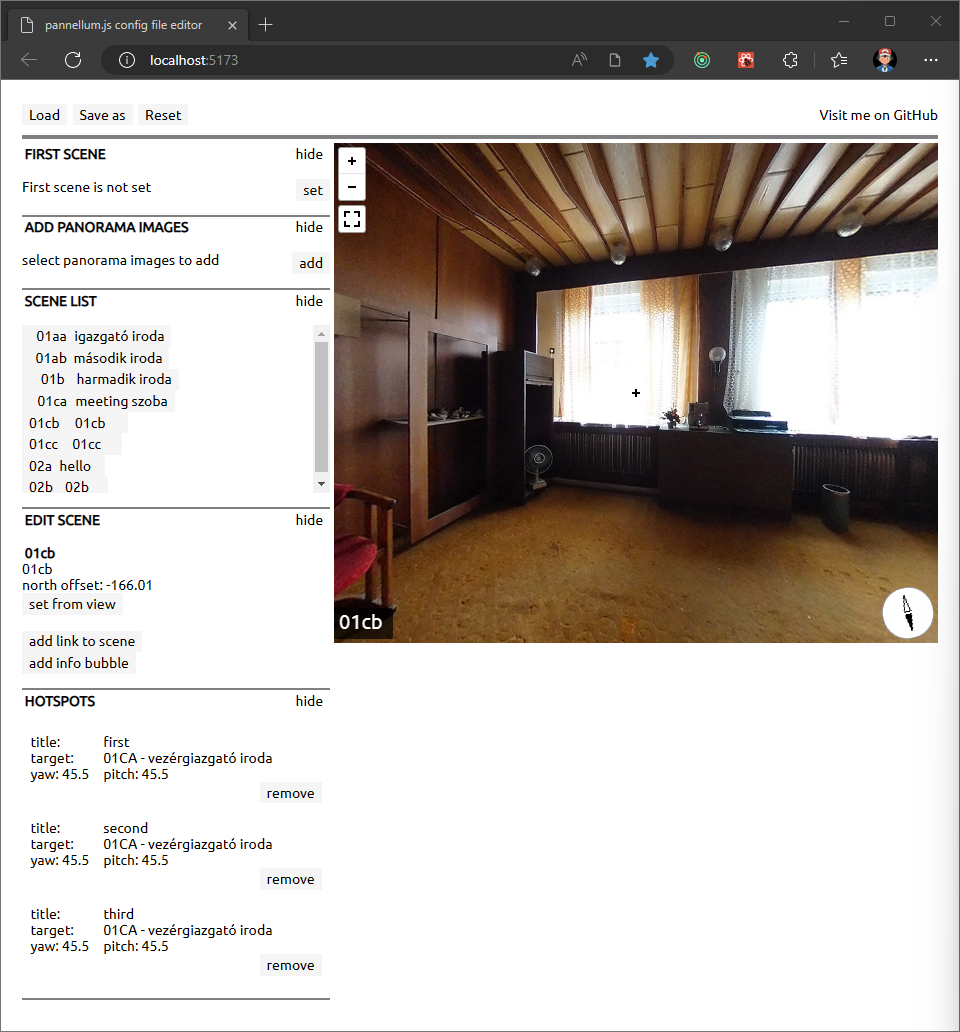 pannellum.js config file editor
localhost:5173
Load Save as Reset Visit me on GitHub
FIRST SCENE hide
First scene is not set set
ADD PANORAMA IMAGES hide
select panorama images to add add
SCENE LIST hide
01aa igazgató iroda
01ab második iroda
01b harmadik iroda
01ca meeting szoba
01cb 01cb
01cc 01cc
02a hello
02b 02b
EDIT SCENE hide
01cb
01cb
north offset: -166.01
set from view
add link to scene
add info bubble
HOTSPOTS hide
title: first
target: 01CA - vezérgiazgató iroda
yaw: 45.5 pitch: 45.5
remove
title: second
target: 01CA - vezérgiazgató iroda
yaw: 45.5 pitch: 45.5
remove
title: third
target: 01CA - vezérgiazgató iroda
yaw: 45.5 pitch: 45.5
remove
+
−
01cb